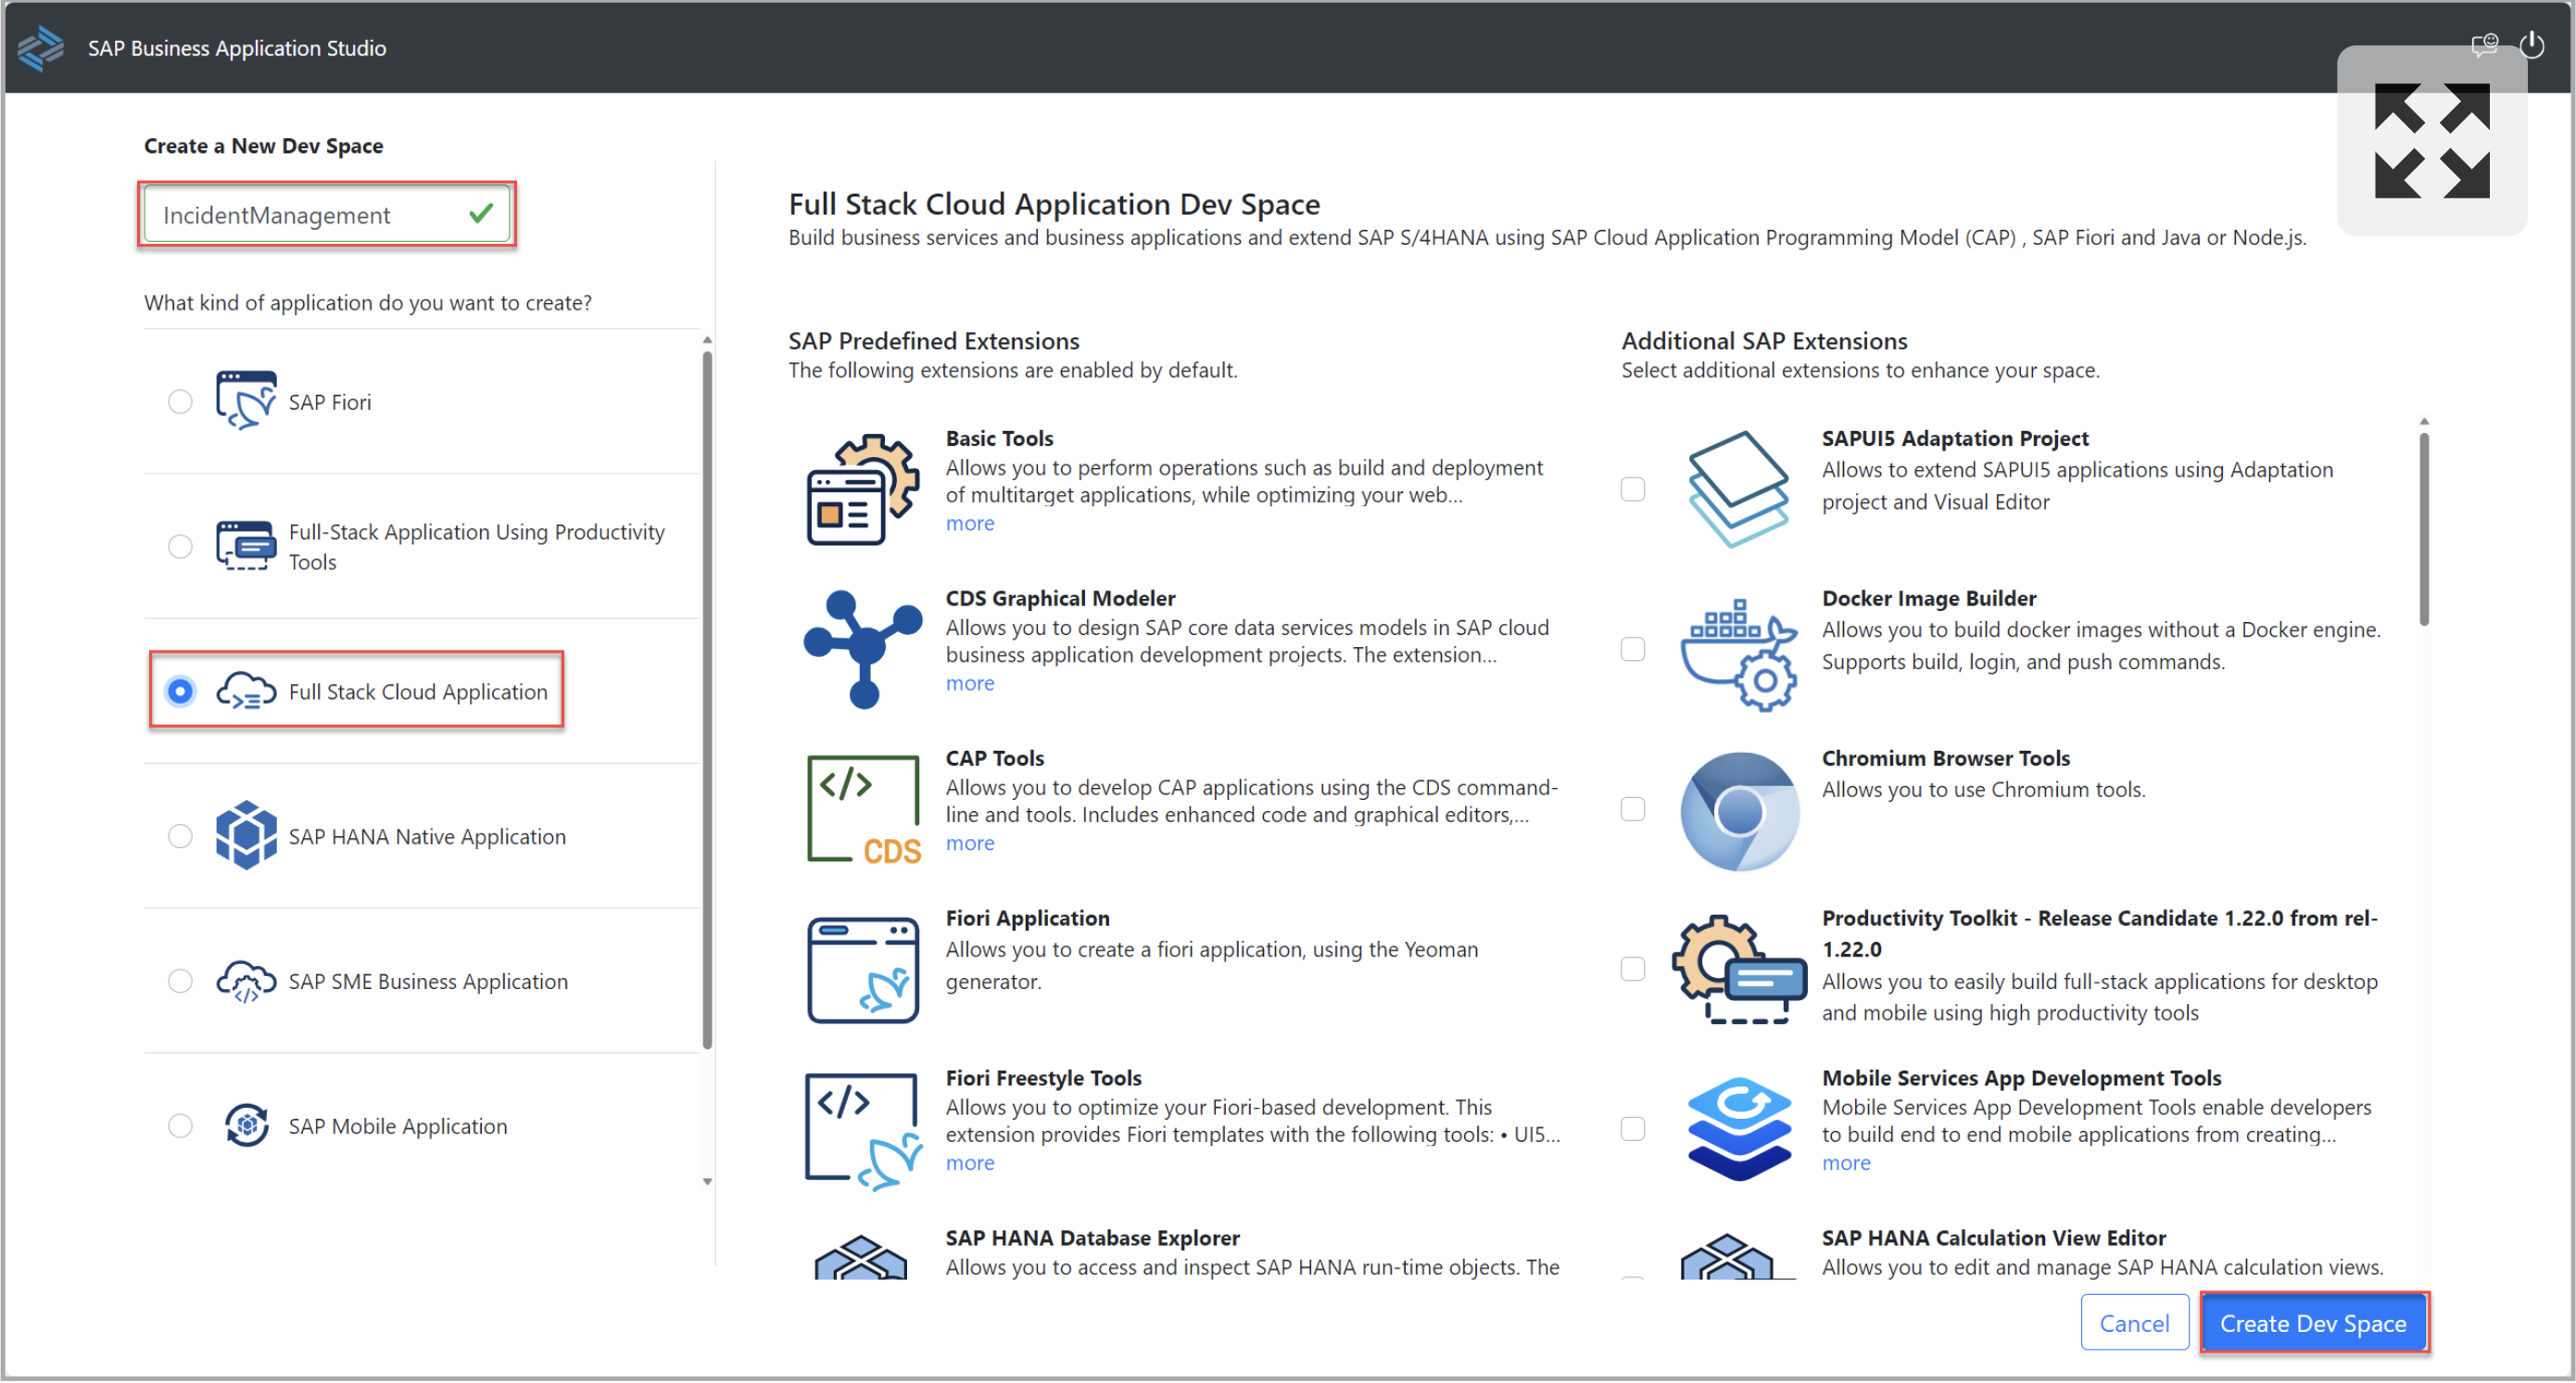 SAP Business Application Studio
Create a New Dev Space
IncidentManagement
What kind of application do you want to create?
SAP Fiori
Full-Stack Application Using Productivity
Tools
Full Stack Cloud Application
SAP HANA Native Application
SAP SME Business Application
SAP Mobile Application
Full Stack Cloud Application Dev Space
Build business services and business applications and extend SAP S/4HANA using SAP Cloud Application Programming Model (CAP) , SAP Fiori and Java or Node.js.
SAP Predefined Extensions
The following extensions are enabled by default.
Basic Tools
Allows you to perform operations such as build and deployment
of multitarget applications, while optimizing your web...
more
CDS Graphical Modeler
Allows you to design SAP core data services models in SAP cloud
business application development projects. The extension...
more
</>
CDS
CAP Tools
Allows you to develop CAP applications using the CDS command-
line and tools. Includes enhanced code and graphical editors,...
more
Fiori Application
Allows you to create a fiori application, using the Yeoman
generator.
</>
Fiori Freestyle Tools
Allows you to optimize your Fiori-based development. This
extension provides Fiori templates with the following tools: • UI5...
more
SAP HANA Database Explorer
Allows you to access and inspect SAP HANA run-time objects. The
Additional SAP Extensions
Select additional extensions to enhance your space.
SAPUI5 Adaptation Project
Allows to extend SAPUI5 applications using Adaptation
project and Visual Editor
Docker Image Builder
Allows you to build docker images without a Docker engine.
Supports build, login, and push commands.
Chromium Browser Tools
Allows you to use Chromium tools.
Productivity Toolkit - Release Candidate 1.22.0 from rel-
1.22.0
Allows you to easily build full-stack applications for desktop
and mobile using high productivity tools
Mobile Services App Development Tools
Mobile Services App Development Tools enable developers
to build end to end mobile applications from creating...
more
SAP HANA Calculation View Editor
Allows you to edit and manage SAP HANA calculation views.
Cancel
Create Dev Space